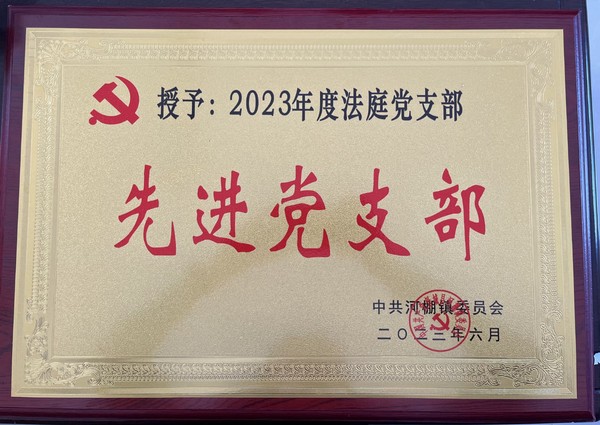 授予：2023年度法庭党支部
先进党支部
中共河棚镇委员会
二〇二三年六月